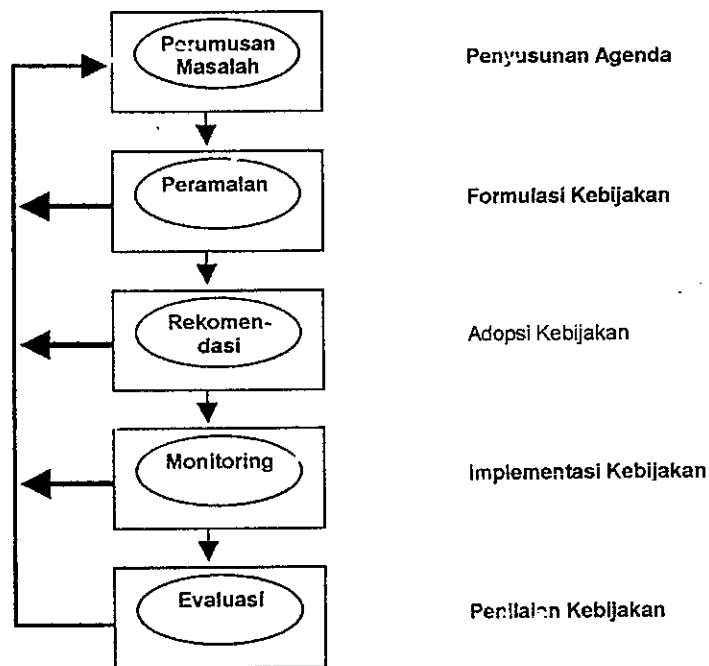 Perumusan
Masalah
Penyusunan Agenda
Peramalan
Formulasi Kebijakan
Rekomen-
dasi
Adopsi Kebijakan
Monitoring
Implementasi Kebijakan
Evaluasi
Penilaian Kebijakan